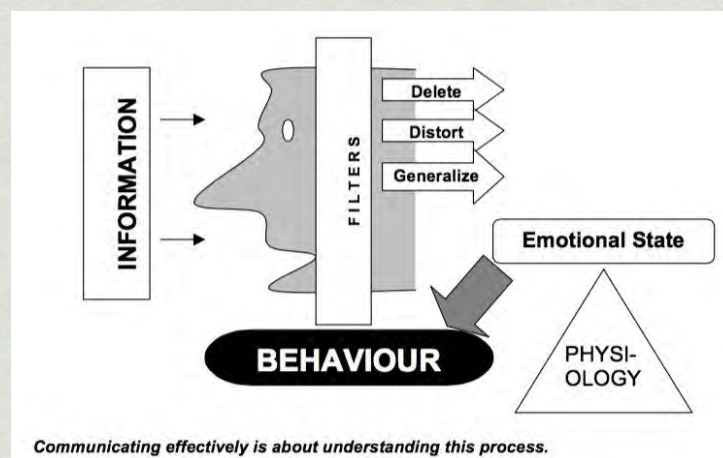 INFORMATION
FILTERS
Delete
Distort
Generalize
Emotional State
PHYSI-
OLOGY
BEHAVIOUR
Communicating effectively is about understanding this process.